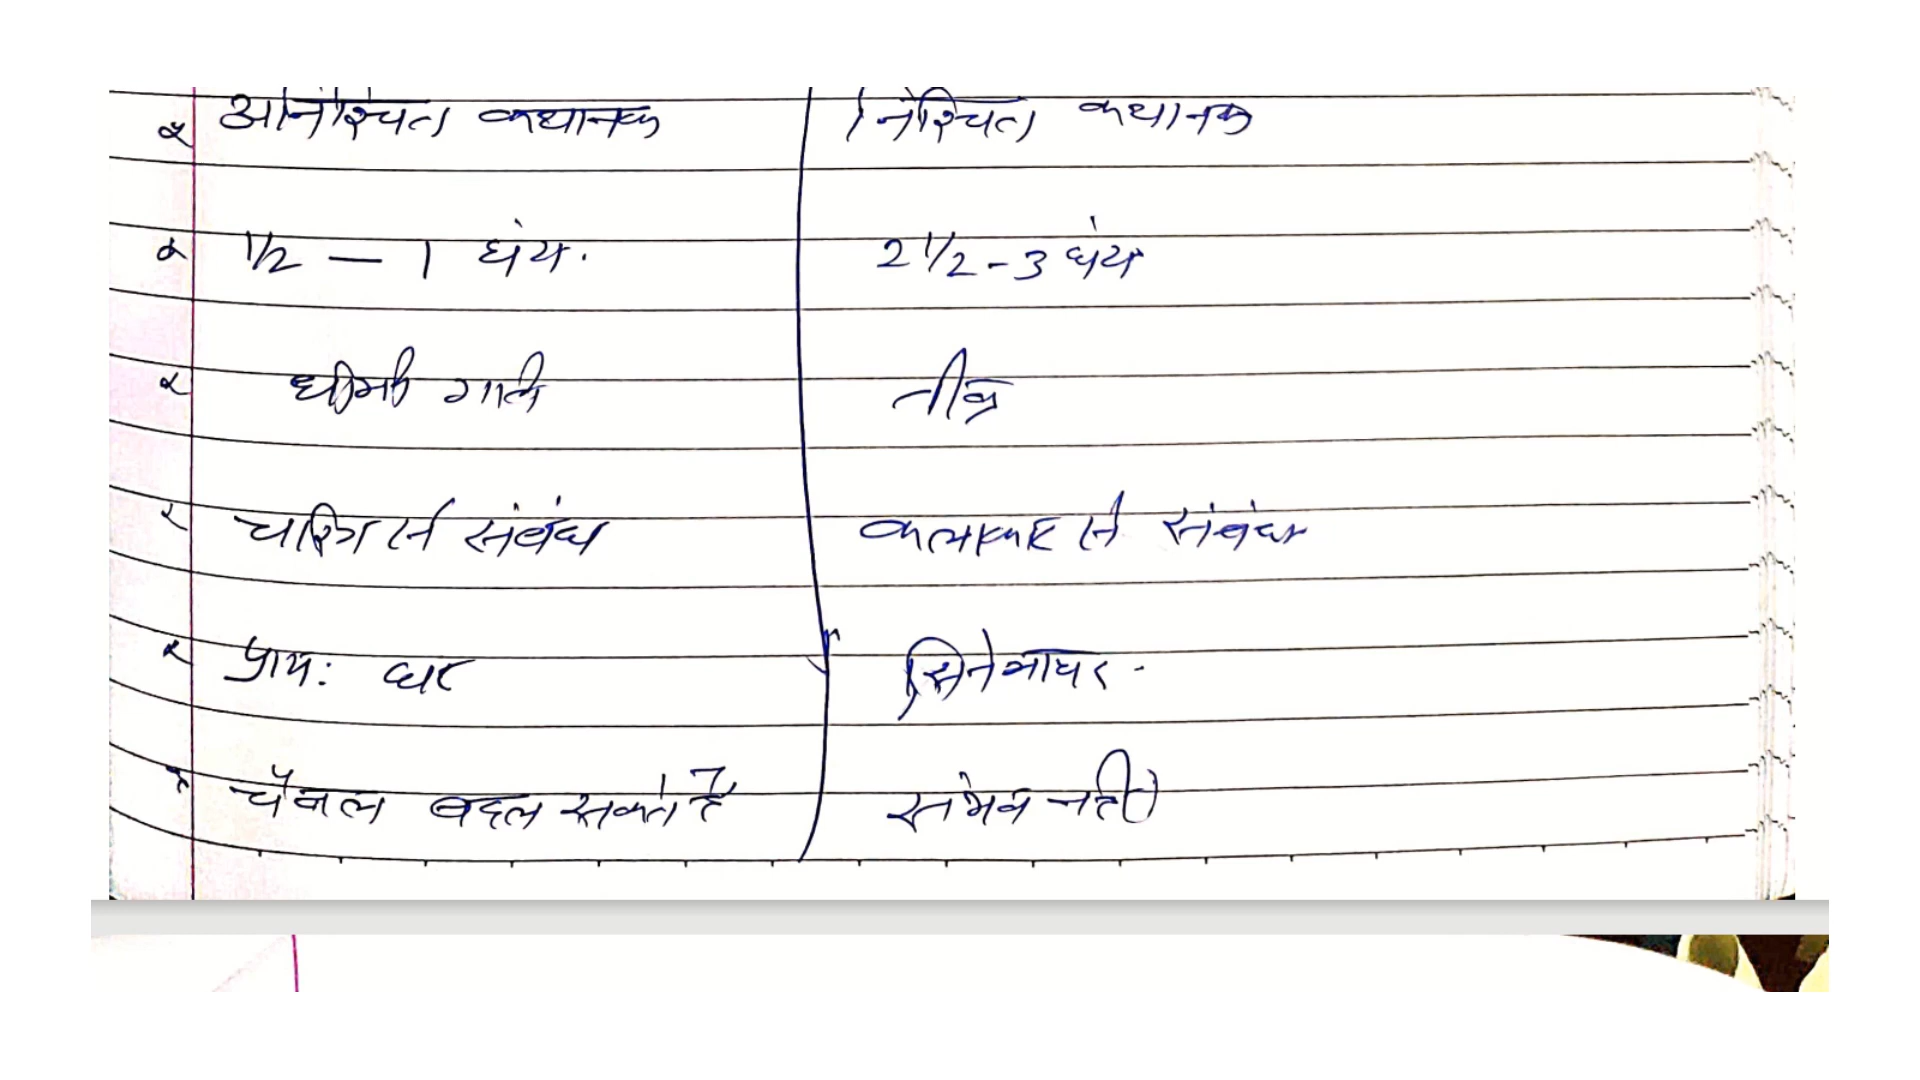 अनिश्चित कथानक निश्चित कथानक
1/2 – 1 घंटा. 2 1/2 - 3 घंटा
धीमी गति तीव्र
चरित्र से संबंध कलाकार से संबंध
प्रायः घर सिनेमाघर .
चैनल बदल सकते हैं संभव नहीं